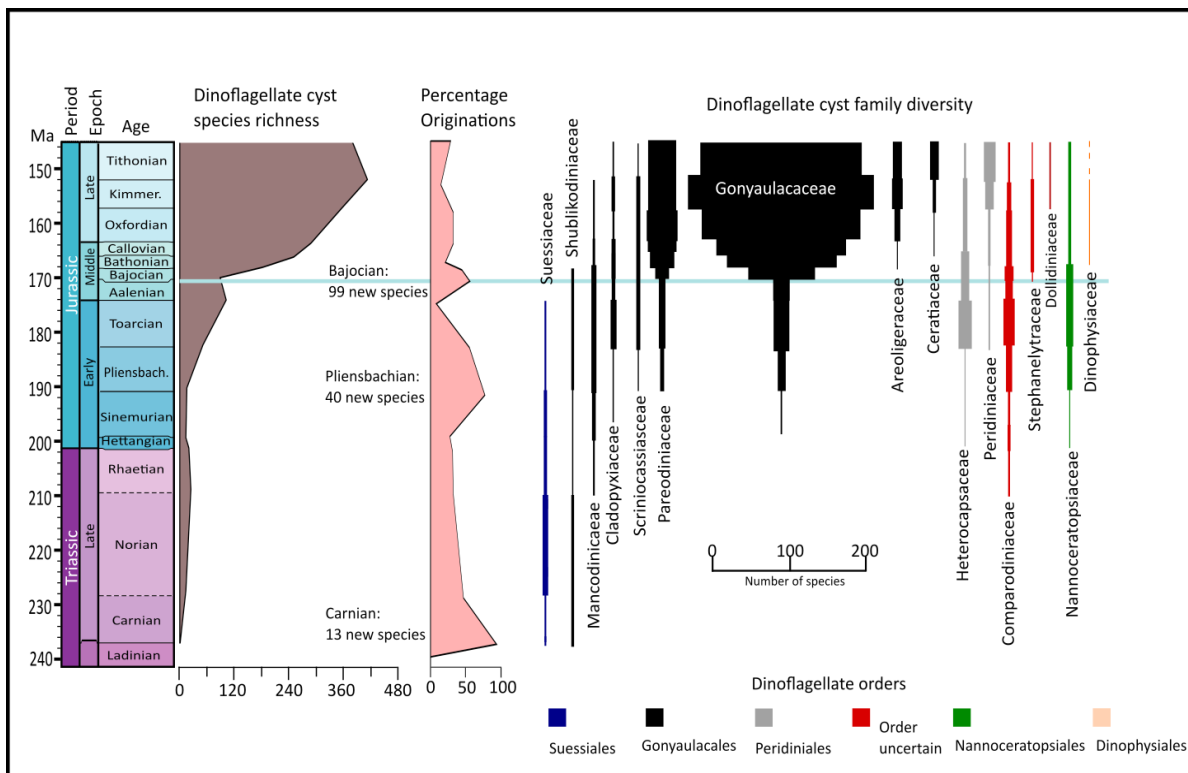 Dinoflagellate cyst
species richness
Percentage
Originations
Dinoflagellate cyst family diversity
Ma
Period
Epoch
Age
150
160
170
180
190
200
210
220
230
240
Jurassic
Triassic
Late
Middle
Early
Late
Tithonian
Kimmer.
Oxfordian
Callovian
Bathonian
Bajocian
Aalenian
Toarcian
Pliensbach.
Sinemurian
Hettangian
Rhaetian
Norian
Carnian
Ladinian
0 120 240 360 480
Bajocian:
99 new species
Pliensbachian:
40 new species
Carnian:
13 new species
0 50 100
Suessiaceae
Shublikodiniaceae
Mancodinicaceae
Cladopyxiaceae
Scriniocassiasceae
Pareodiniaceae
Gonyaulacaceae
Areoligeraceae
Ceratiaceae
Heterocapsaceae
Peridiniaceae
Comparodiniaceae
Stephanelytraceae
Dollidiniaceae
Nannoceratopsiaceae
Dinophysiaceae
0 100 200
Number of species
Dinoflagellate orders
Suessiales
Gonyaulacales
Peridiniales
Order
uncertain
Nannoceratopsiales
Dinophysiales